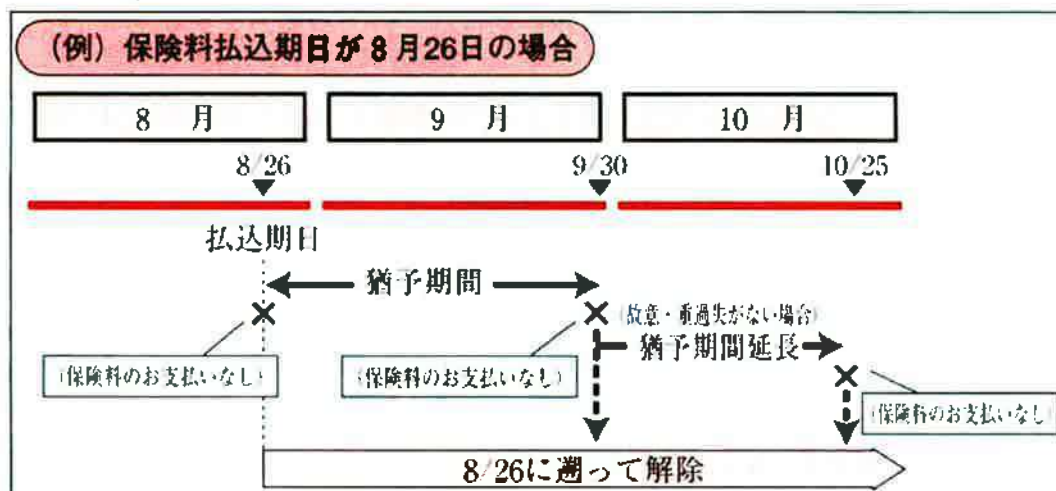 (例) 保険料払込期日が8月26日の場合
8 月
9 月
10 月
8/26
9/30
10/25
払込期日
猶予期間
(故意・重過失がない場合)
猶予期間延長
(保険料のお支払いなし)
(保険料のお支払いなし)
(保険料のお支払いなし)
8/26に遡って解除